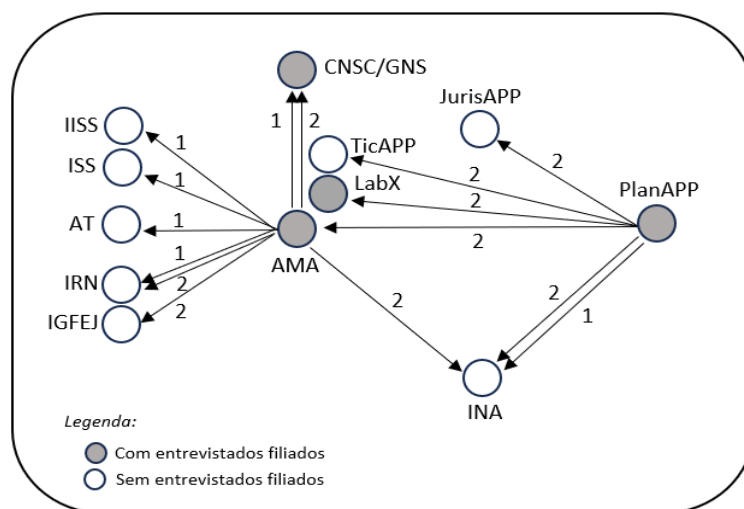 CNSC/GNS
JurisAPP
IISS
1
1
2
TicAPP
2
ISS
1
2
LabX
2
PlanAPP
AT
1
2
AMA
IRN
1
2
IGFEJ
2
2
2
1
INA
Legenda:
Com entrevistados filiados
Sem entrevistados filiados